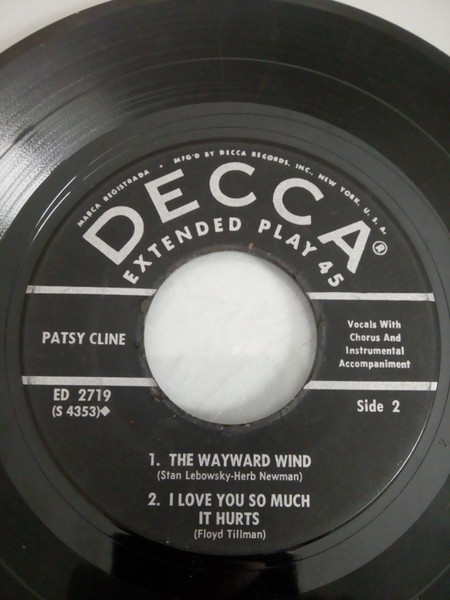 MARCA REGISTRADA • MFG'D BY DECCA RECORDS, INC., NEW YORK, U.S.A.
DECCA®
EXTENDED PLAY 45
PATSY CLINE
Vocals With
Chorus And
Instrumental
Accompaniment
ED 2719
(S 4353)◆
Side 2
1. THE WAYWARD WIND
(Stan Lebowsky-Herb Newman)
2. I LOVE YOU SO MUCH
IT HURTS
(Floyd Tillman)